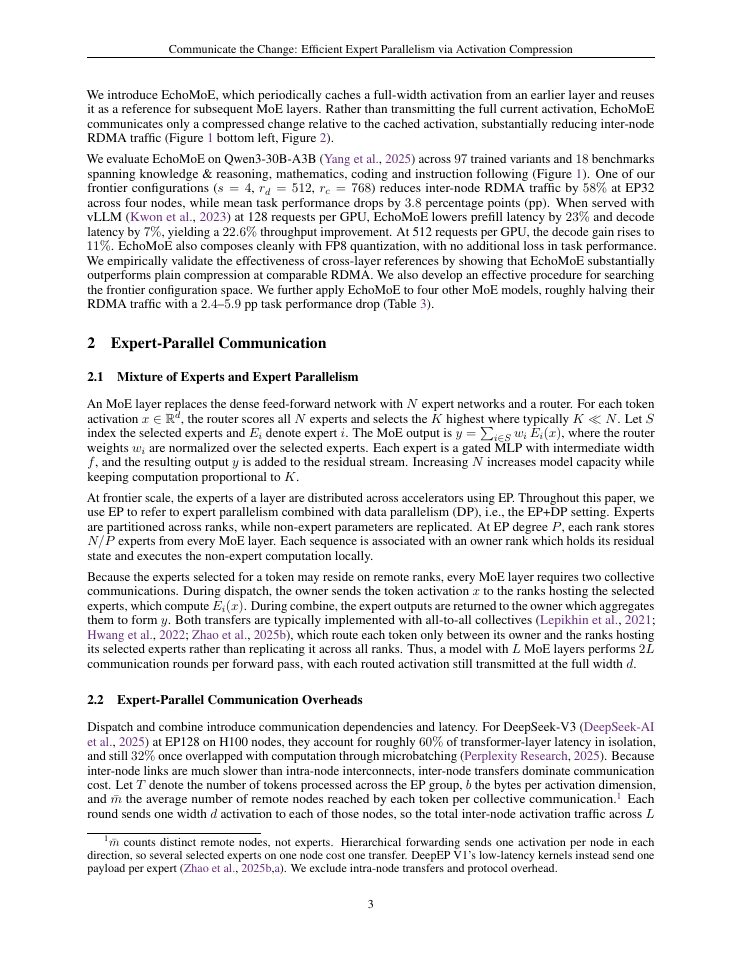 Communicate the Change: Efficient Expert Parallelism via Activation Compression
We introduce EchoMoE, which periodically caches a full-width activation from an earlier layer and reuses
it as a reference for subsequent MoE layers. Rather than transmitting the full current activation, EchoMoE
communicates only a compressed change relative to the cached activation, substantially reducing inter-node
RDMA traffic (Figure 1 bottom left, Figure 2).
We evaluate EchoMoE on Qwen3-30B-A3B (Yang et al., 2025) across 97 trained variants and 18 benchmarks
spanning knowledge & reasoning, mathematics, coding and instruction following (Figure 1). One of our
frontier configurations (s = 4, r_d = 512, r_c = 768) reduces inter-node RDMA traffic by 58% at EP32
across four nodes, while mean task performance drops by 3.8 percentage points (pp). When served with
vLLM (Kwon et al., 2023) at 128 requests per GPU, EchoMoE lowers prefill latency by 23% and decode
latency by 7%, yielding a 22.6% throughput improvement. At 512 requests per GPU, the decode gain rises to
11%. EchoMoE also composes cleanly with FP8 quantization, with no additional loss in task performance.
We empirically validate the effectiveness of cross-layer references by showing that EchoMoE substantially
outperforms plain compression at comparable RDMA. We also develop an effective procedure for searching
the frontier configuration space. We further apply EchoMoE to four other MoE models, roughly halving their
RDMA traffic with a 2.4–5.9 pp task performance drop (Table 3).
2 Expert-Parallel Communication
2.1 Mixture of Experts and Expert Parallelism
An MoE layer replaces the dense feed-forward network with N expert networks and a router. For each token
activation x ∈ ℝ^d, the router scores all N experts and selects the K highest where typically K ≪ N. Let S
index the selected experts and E_i denote expert i. The MoE output is y = ∑_{i∈S} w_i E_i(x), where the router
weights w_i are normalized over the selected experts. Each expert is a gated MLP with intermediate width
f, and the resulting output y is added to the residual stream. Increasing N increases model capacity while
keeping computation proportional to K.
At frontier scale, the experts of a layer are distributed across accelerators using EP. Throughout this paper, we
use EP to refer to expert parallelism combined with data parallelism (DP), i.e., the EP+DP setting. Experts
are partitioned across ranks, while non-expert parameters are replicated. At EP degree P, each rank stores
N/P experts from every MoE layer. Each sequence is associated with an owner rank which holds its residual
state and executes the non-expert computation locally.
Because the experts selected for a token may reside on remote ranks, every MoE layer requires two collective
communications. During dispatch, the owner sends the token activation x to the ranks hosting the selected
experts, which compute E_i(x). During combine, the expert outputs are returned to the owner which aggregates
them to form y. Both transfers are typically implemented with all-to-all collectives (Lepikhin et al., 2021;
Hwang et al., 2022; Zhao et al., 2025b), which route each token only between its owner and the ranks hosting
its selected experts rather than replicating it across all ranks. Thus, a model with L MoE layers performs 2L
communication rounds per forward pass, with each routed activation still transmitted at the full width d.
2.2 Expert-Parallel Communication Overheads
Dispatch and combine introduce communication dependencies and latency. For DeepSeek-V3 (DeepSeek-AI
et al., 2025) at EP128 on H100 nodes, they account for roughly 60% of transformer-layer latency in isolation,
and still 32% once overlapped with computation through microbatching (Perplexity Research, 2025). Because
inter-node links are much slower than intra-node interconnects, inter-node transfers dominate communication
cost. Let T denote the number of tokens processed across the EP group, b the bytes per activation dimension,
and m̄ the average number of remote nodes reached by each token per collective communication.¹ Each
round sends one width d activation to each of those nodes, so the total inter-node activation traffic across L
¹m̄ counts distinct remote nodes, not experts. Hierarchical forwarding sends one activation per node in each
direction, so several selected experts on one node cost one transfer. DeepEP V1's low-latency kernels instead send one
payload per expert (Zhao et al., 2025b,a). We exclude intra-node transfers and protocol overhead.
3